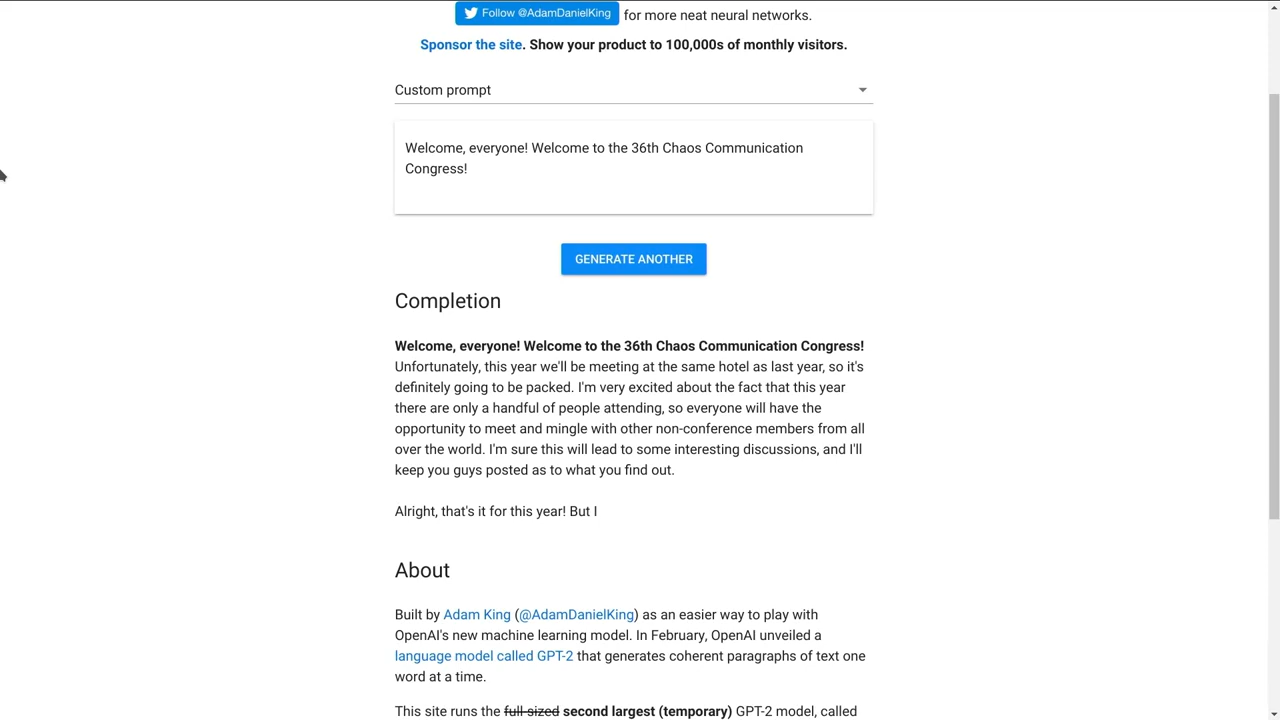 Follow @AdamDanielKing for more neat neural networks.
Sponsor the site. Show your product to 100,000s of monthly visitors.
Custom prompt
Welcome, everyone! Welcome to the 36th Chaos Communication
Congress!
GENERATE ANOTHER
Completion
Welcome, everyone! Welcome to the 36th Chaos Communication Congress!
Unfortunately, this year we'll be meeting at the same hotel as last year, so it's
definitely going to be packed. I'm very excited about the fact that this year
there are only a handful of people attending, so everyone will have the
opportunity to meet and mingle with other non-conference members from all
over the world. I'm sure this will lead to some interesting discussions, and I'll
keep you guys posted as to what you find out.
Alright, that's it for this year! But I
About
Built by Adam King (@AdamDanielKing) as an easier way to play with
OpenAI's new machine learning model. In February, OpenAI unveiled a
language model called GPT-2 that generates coherent paragraphs of text one
word at a time.
This site runs the full-sized second largest (temporary) GPT-2 model, called